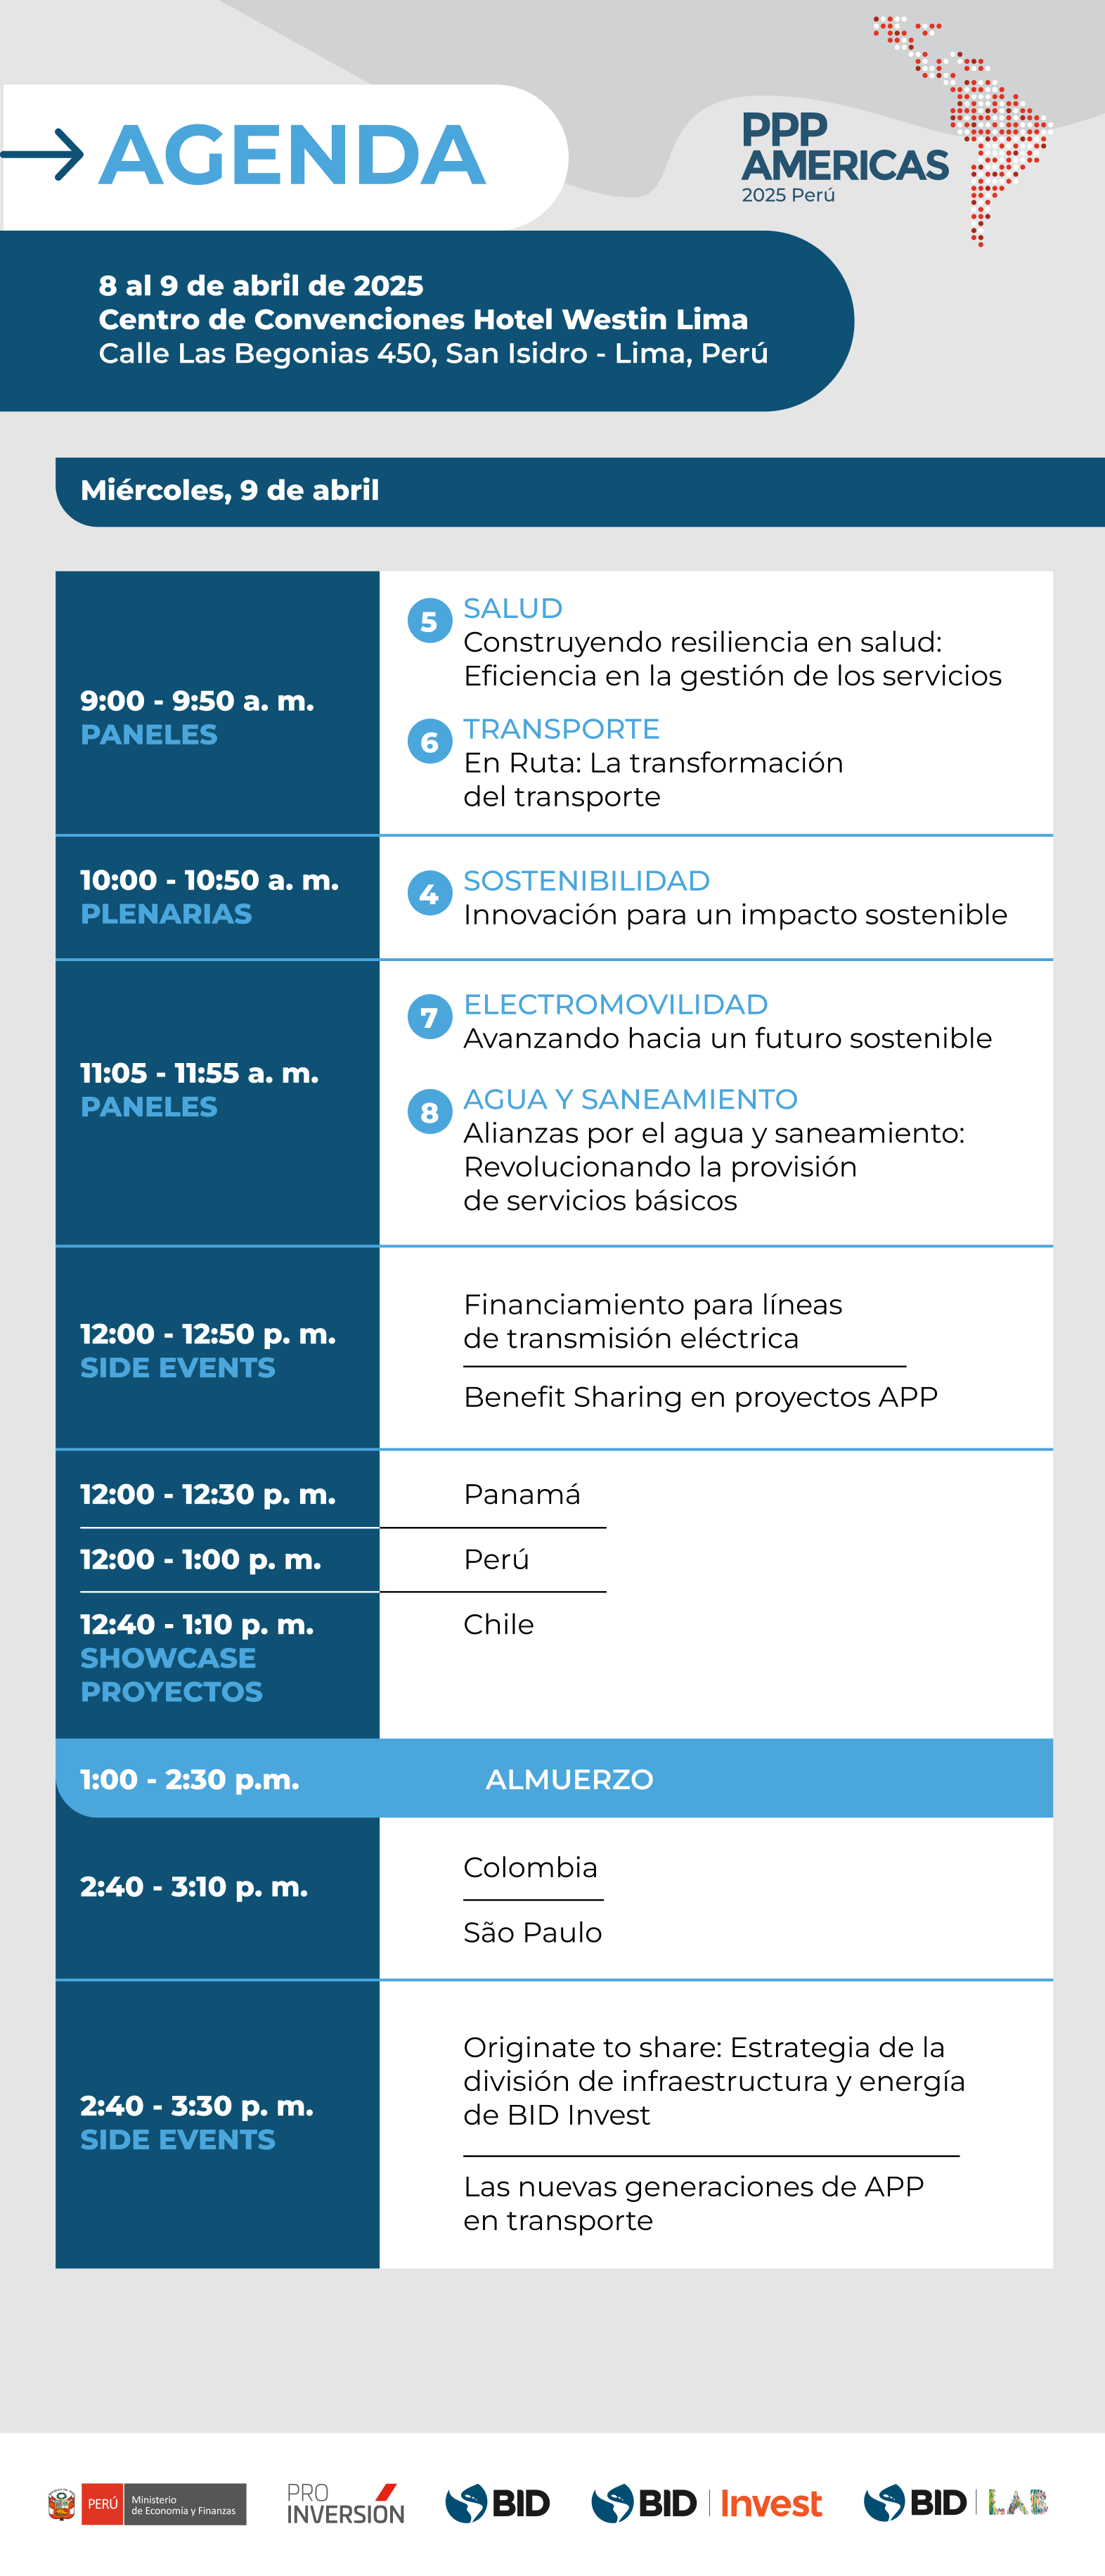 AGENDA
PPP
AMERICAS
2025 Perú
8 al 9 de abril de 2025
Centro de Convenciones Hotel Westin Lima
Calle Las Begonias 450, San Isidro - Lima, Perú
Miércoles, 9 de abril
9:00 - 9:50 a. m.
PANELES
5 SALUD
Construyendo resiliencia en salud:
Eficiencia en la gestión de los servicios
6 TRANSPORTE
En Ruta: La transformación
del transporte
10:00 - 10:50 a. m.
PLENARIAS
4 SOSTENIBILIDAD
Innovación para un impacto sostenible
11:05 - 11:55 a. m.
PANELES
7 ELECTROMOVILIDAD
Avanzando hacia un futuro sostenible
8 AGUA Y SANEAMIENTO
Alianzas por el agua y saneamiento:
Revolucionando la provisión
de servicios básicos
12:00 - 12:50 p. m.
SIDE EVENTS
Financiamiento para líneas
de transmisión eléctrica
Benefit Sharing en proyectos APP
12:00 - 12:30 p. m.
Panamá
12:00 - 1:00 p. m.
Perú
12:40 - 1:10 p. m.
Chile
SHOWCASE
PROYECTOS
1:00 - 2:30 p.m.
ALMUERZO
2:40 - 3:10 p. m.
Colombia
São Paulo
2:40 - 3:30 p. m.
SIDE EVENTS
Originate to share: Estrategia de la
división de infraestructura y energía
de BID Invest
Las nuevas generaciones de APP
en transporte
PERÚ
Ministerio
de Economía y Finanzas
PRO
INVERSIÓN
BID
BID Invest
BID LAB